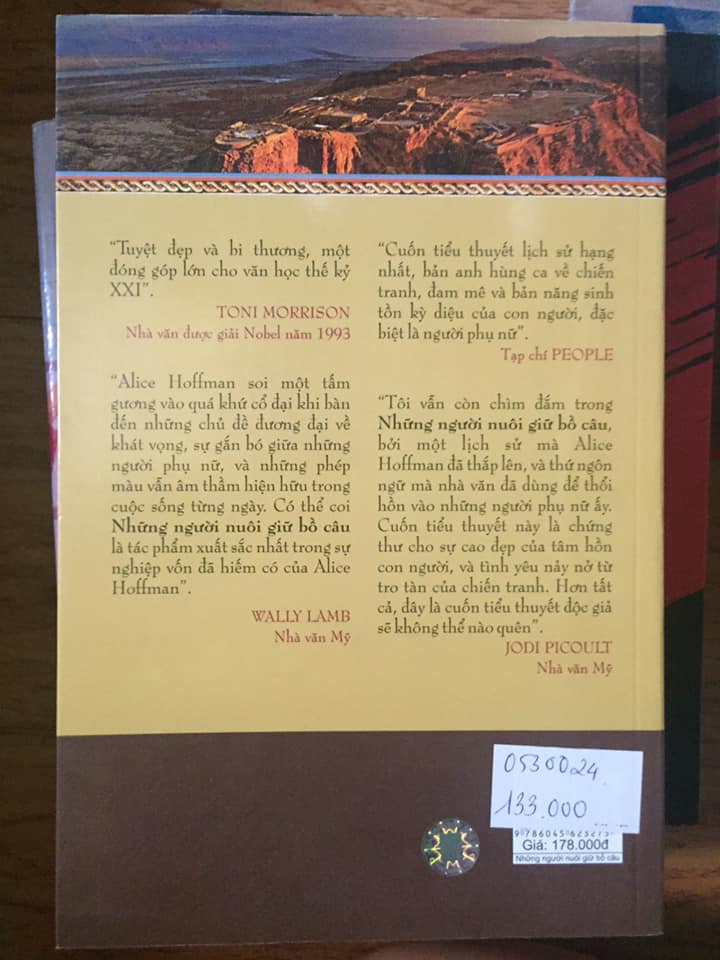 “Tuyệt đẹp và bi thương, một
đóng góp lớn cho văn học thế kỷ
XXI”.
TONI MORRISON
Nhà văn được giải Nobel năm 1993
“Alice Hoffman soi một tấm
gương vào quá khứ cổ đại khi bàn
đến những chủ đề đương đại về
khát vọng, sự gắn bó giữa những
người phụ nữ, và những phép
màu vẫn âm thầm hiện hữu trong
cuộc sống từng ngày. Có thể coi
Những người nuôi giữ bồ câu
là tác phẩm xuất sắc nhất trong sự
nghiệp vốn đã hiếm có của Alice
Hoffman”.
WALLY LAMB
Nhà văn Mỹ
“Cuốn tiểu thuyết lịch sử hạng
nhất, bản anh hùng ca về chiến
tranh, đam mê và bản năng sinh
tồn kỳ diệu của con người, đặc
biệt là người phụ nữ”.
Tạp chí PEOPLE
“Tôi vẫn còn chìm đắm trong
Những người nuôi giữ bồ câu,
bởi một lịch sử mà Alice
Hoffman đã thắp lên, và thứ ngôn
ngữ mà nhà văn đã dùng để thổi
hồn vào những người phụ nữ ấy.
Cuốn tiểu thuyết này là chứng
thư cho sự cao đẹp của tâm hồn
con người, và tình yêu nảy nở từ
tro tàn của chiến tranh. Hơn tất
cả, đây là cuốn tiểu thuyết độc giả
sẽ không thể nào quên”.
JODI PICOULT
Nhà văn Mỹ
0530024
133.000
9 786045 623275
Giá: 178.000đ
Những người nuôi giữ bồ câu